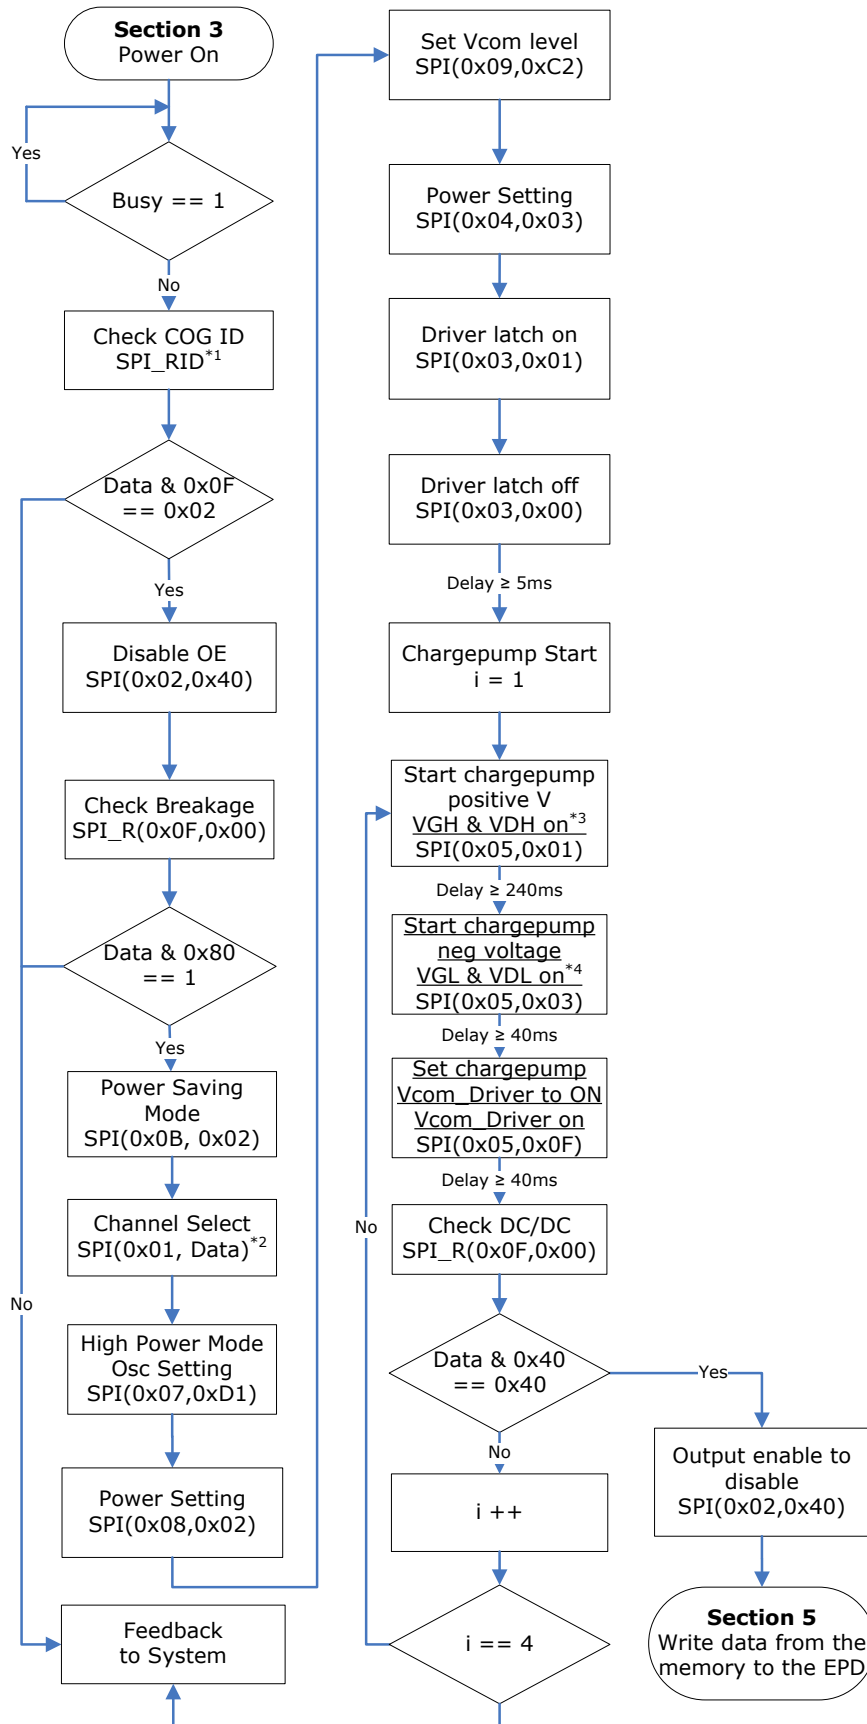 Section 3
Power On
Yes
Busy == 1
No
Check COG ID
SPI_RID*1
Data & 0x0F
== 0x02
Yes
Disable OE
SPI(0x02,0x40)
Check Breakage
SPI_R(0x0F,0x00)
Data & 0x80
== 1
Yes
Power Saving
Mode
SPI(0x0B, 0x02)
Channel Select
SPI(0x01, Data)*2
No
High Power Mode
Osc Setting
SPI(0x07,0xD1)
Power Setting
SPI(0x08,0x02)
Feedback
to System
Set Vcom level
SPI(0x09,0xC2)
Power Setting
SPI(0x04,0x03)
Driver latch on
SPI(0x03,0x01)
Driver latch off
SPI(0x03,0x00)
Delay ≥ 5ms
Chargepump Start
i = 1
Start chargepump
positive V
VGH & VDH on*3
SPI(0x05,0x01)
Delay ≥ 240ms
Start chargepump
neg voltage
VGL & VDL on*4
SPI(0x05,0x03)
Delay ≥ 40ms
Set chargepump
Vcom_Driver to ON
Vcom_Driver on
SPI(0x05,0x0F)
Delay ≥ 40ms
No
Check DC/DC
SPI_R(0x0F,0x00)
Data & 0x40
== 0x40
Yes
No
i ++
i == 4
Output enable to
disable
SPI(0x02,0x40)
Section 5
Write data from the
memory to the EPD